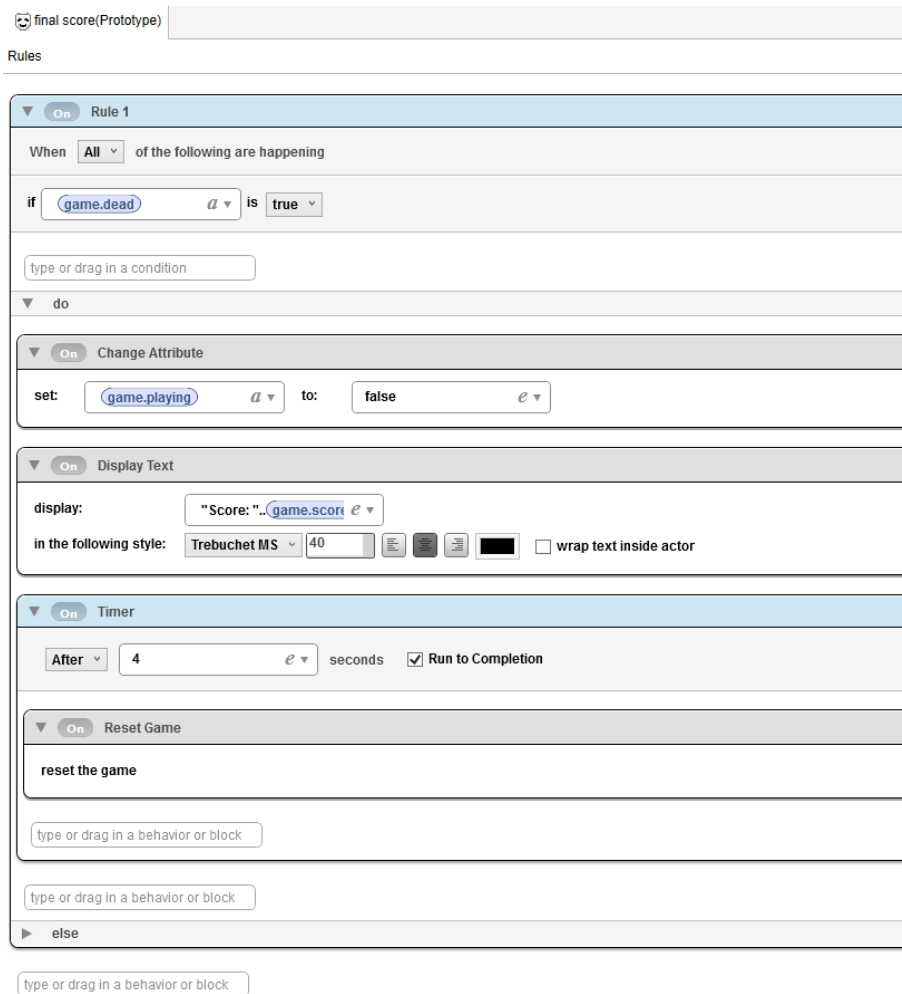 final score(Prototype)
Rules
On Rule 1
When All of the following are happening
if game.dead a is true
type or drag in a condition
do
On Change Attribute
set: game.playing a to: false e
On Display Text
display: "Score: "..game.score e
in the following style: Trebuchet MS 40 wrap text inside actor
On Timer
After 4 e seconds Run to Completion
On Reset Game
reset the game
type or drag in a behavior or block
type or drag in a behavior or block
else
type or drag in a behavior or block